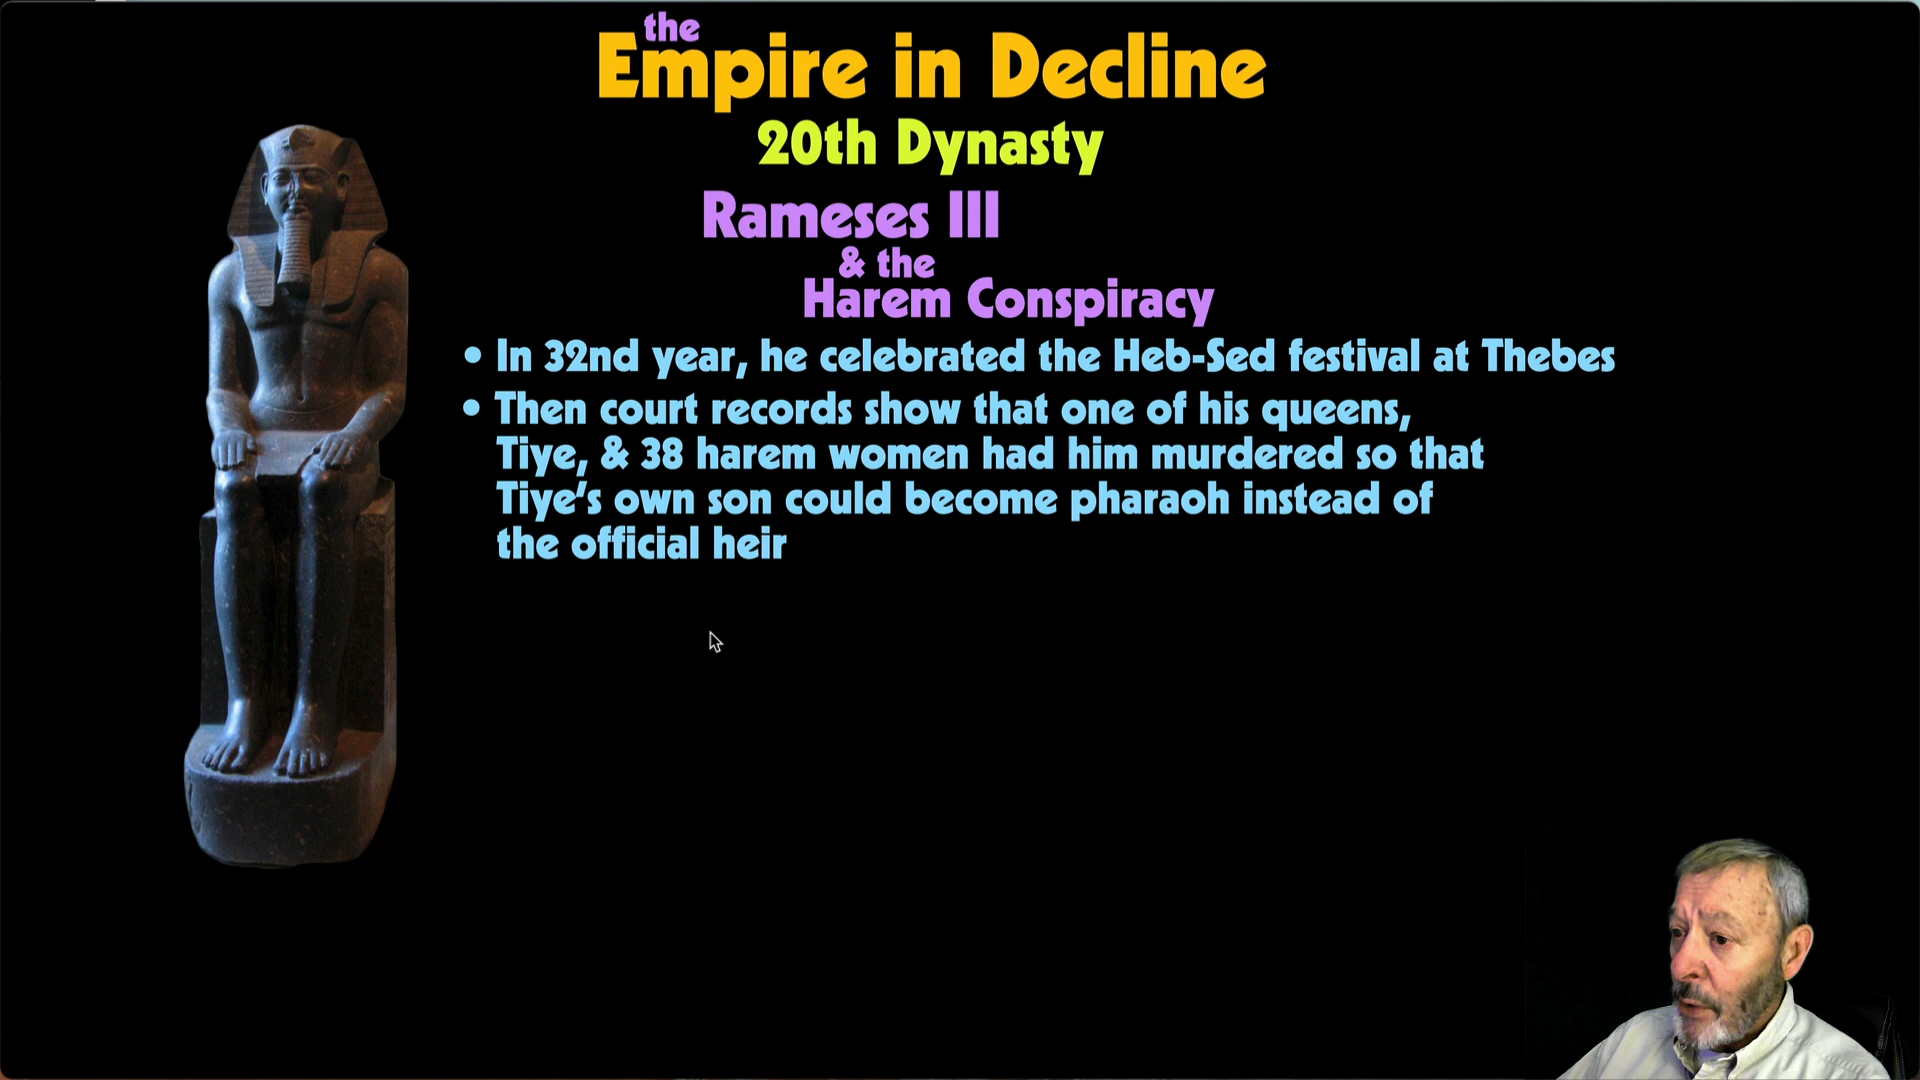 the
Empire in Decline
20th Dynasty
Rameses III
& the
Harem Conspiracy
• In 32nd year, he celebrated the Heb-Sed festival at Thebes
• Then court records show that one of his queens,
Tiye, & 38 harem women had him murdered so that
Tiye's own son could become pharaoh instead of
the official heir